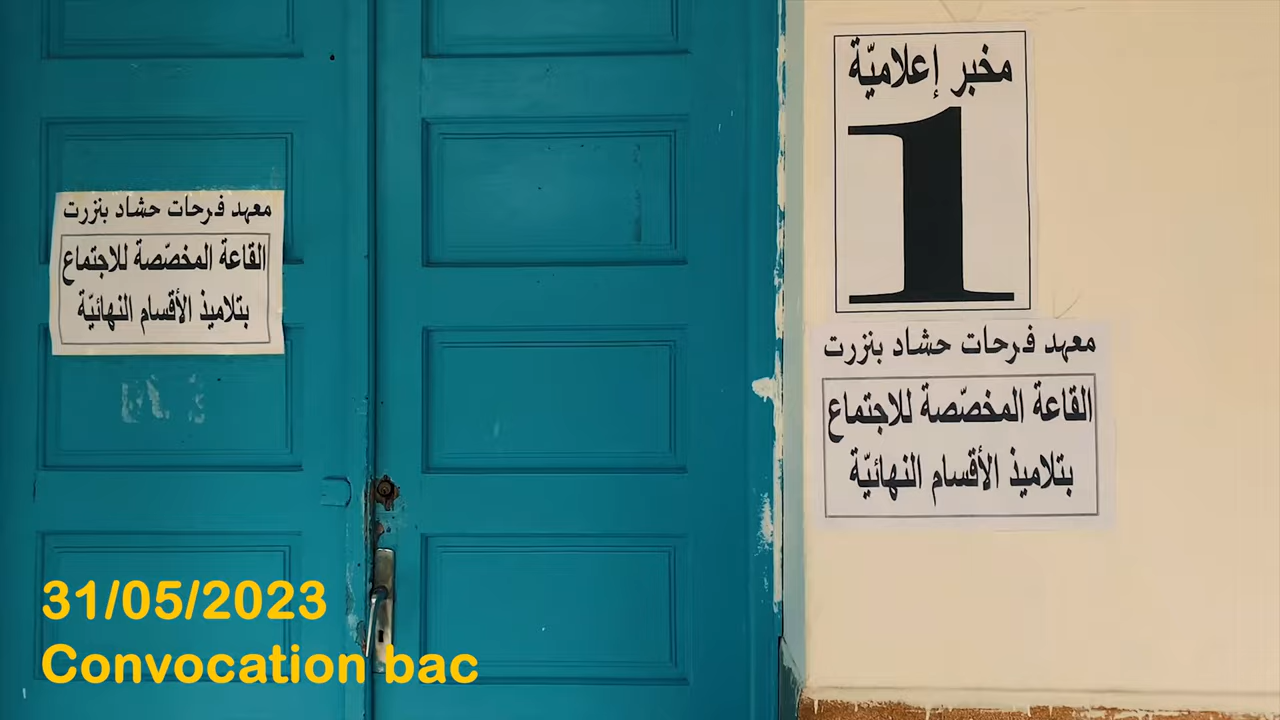 مخبر إعلاميّة
1
معهد فرحات حشاد بنزرت
القاعة المخصّصة للاجتماع
بتلاميذ الأقسام النهائيّة
معهد فرحات حشاد بنزرت
القاعة المخصّصة للاجتماع
بتلاميذ الأقسام النهائيّة
31/05/2023
Convocation bac